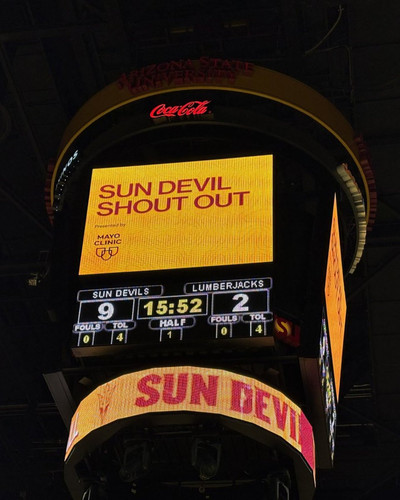 ARIZONA STATE
UNIVERSITY
Coca-Cola
SUN DEVIL
SHOUT OUT
Presented by
MAYO
CLINIC
SUN DEVILS LUMBERJACKS
9 15:52 2
FOULS TOL HALF FOULS TOL
0 4 1 0 4
SUN DEVI